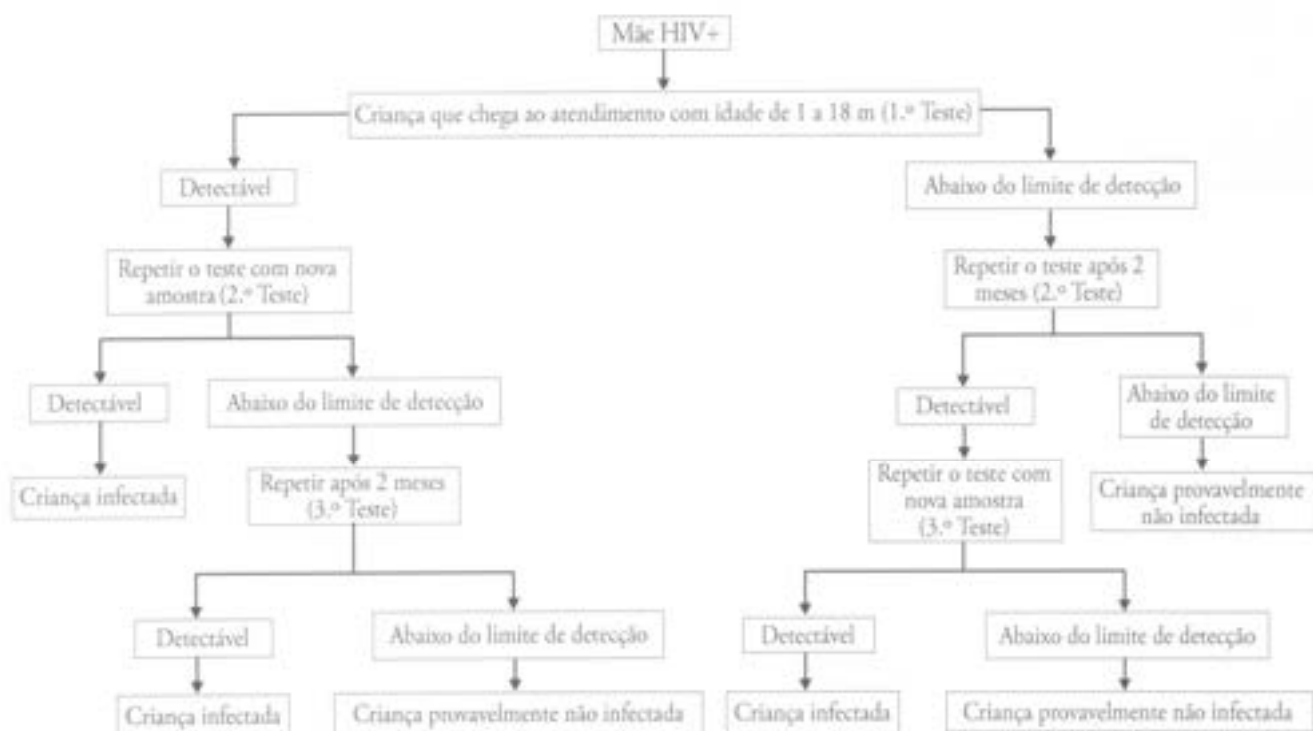 Mãe HIV+
Criança que chega ao atendimento com idade de 1 a 18 m (1.º Teste)
Detectável
Abaixo do limite de detecção
Repetir o teste com nova
amostra (2.º Teste)
Repetir o teste após 2
meses (2.º Teste)
Detectável
Abaixo do limite de detecção
Detectável
Abaixo do limite
de detecção
Criança infectada
Repetir após 2 meses
(3.º Teste)
Repetir o teste com
nova amostra
(3.º Teste)
Criança provavelmente
não infectada
Detectável
Abaixo do limite de detecção
Detectável
Abaixo do limite de detecção
Criança infectada
Criança provavelmente não infectada
Criança infectada
Criança provavelmente não infectada